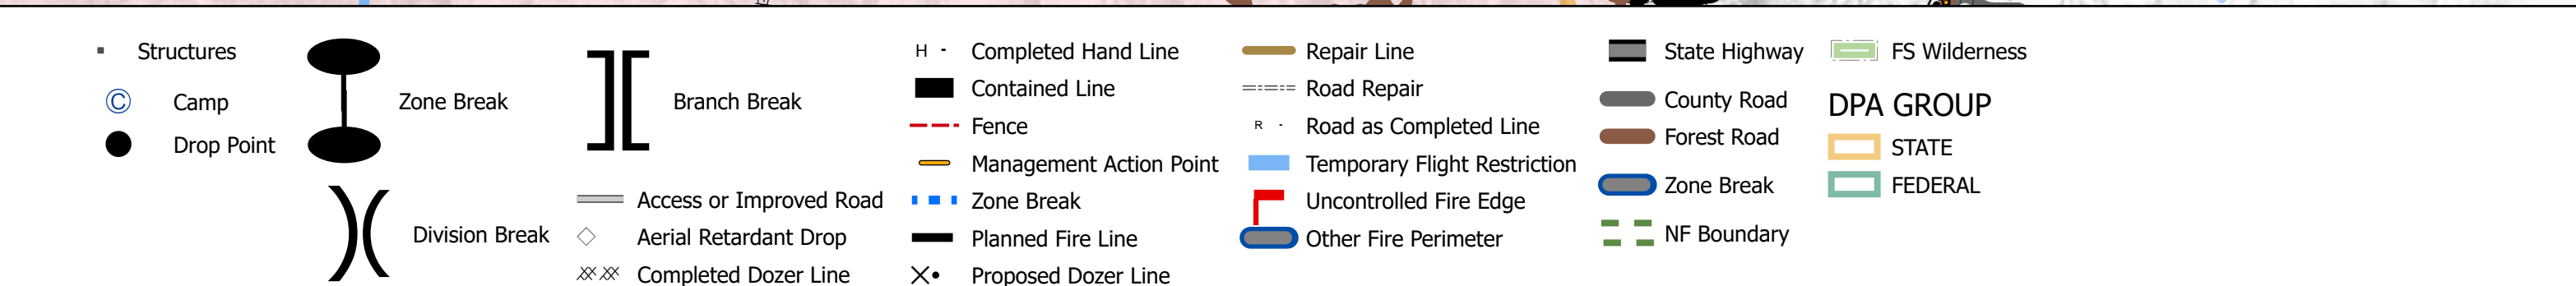 Structures
© Camp
Drop Point
Zone Break
Division Break
Branch Break
Access or Improved Road
Aerial Retardant Drop
Completed Dozer Line
H - Completed Hand Line
Contained Line
Fence
Management Action Point
Zone Break
Planned Fire Line
Proposed Dozer Line
Repair Line
Road Repair
R - Road as Completed Line
Temporary Flight Restriction
Uncontrolled Fire Edge
Other Fire Perimeter
State Highway
County Road
Forest Road
Zone Break
NF Boundary
FS Wilderness
DPA GROUP
STATE
FEDERAL